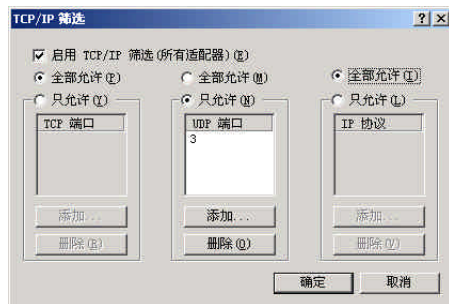 TCP/IP 筛选
启用 TCP/IP 筛选(所有适配器)(E)
全部允许(P) 全部允许(M) 全部允许(I)
只允许(Y) 只允许(N) 只允许(L)
TCP 端口 UDP 端口 IP 协议
3
添加... 添加... 添加...
删除(R) 删除(O) 删除(V)
确定 取消